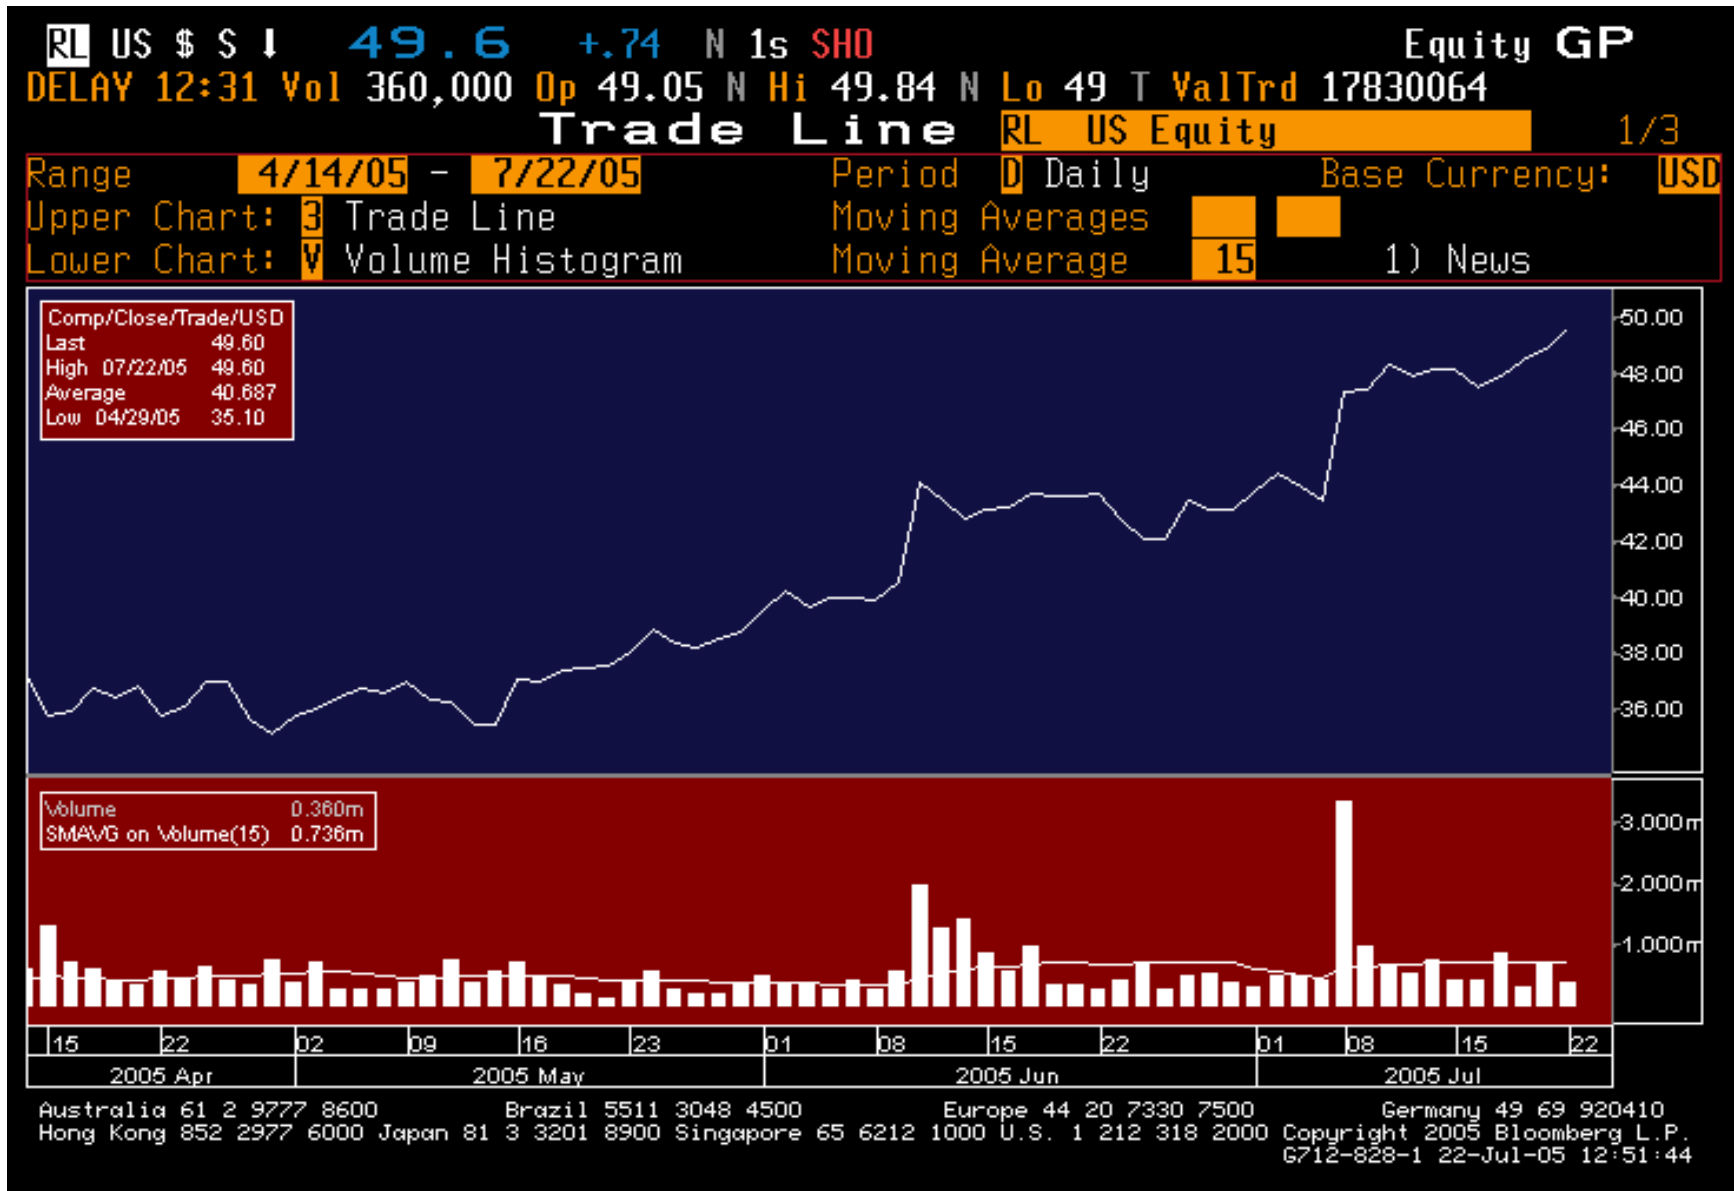 RL US $ S ↓ 49.6 +.74 N 1s SHO Equity GP
DELAY 12:31 Vol 360,000 Op 49.05 N Hi 49.84 N Lo 49 T ValTrd 17830064
Trade Line RL US Equity 1/3
Range 4/14/05 - 7/22/05 Period D Daily Base Currency: USD
Upper Chart: 3 Trade Line Moving Averages
Lower Chart: V Volume Histogram Moving Average 15 1) News
Comp/Close/Trade/USD
Last 49.60
High 07/22/05 49.60
Average 40.687
Low 04/29/05 35.10
50.00
48.00
46.00
44.00
42.00
40.00
38.00
36.00
Volume 0.360m
SMAVG on Volume(15) 0.736m
3.000m
2.000m
1.000m
15 22 02 09 16 23 01 08 15 22 01 08 15 22
2005 Apr 2005 May 2005 Jun 2005 Jul
Australia 61 2 9777 8600 Brazil 5511 3048 4500 Europe 44 20 7330 7500 Germany 49 69 920410
Hong Kong 852 2977 6000 Japan 81 3 3201 8900 Singapore 65 6212 1000 U.S. 1 212 318 2000 Copyright 2005 Bloomberg L.P.
G712-828-1 22-Jul-05 12:51:44